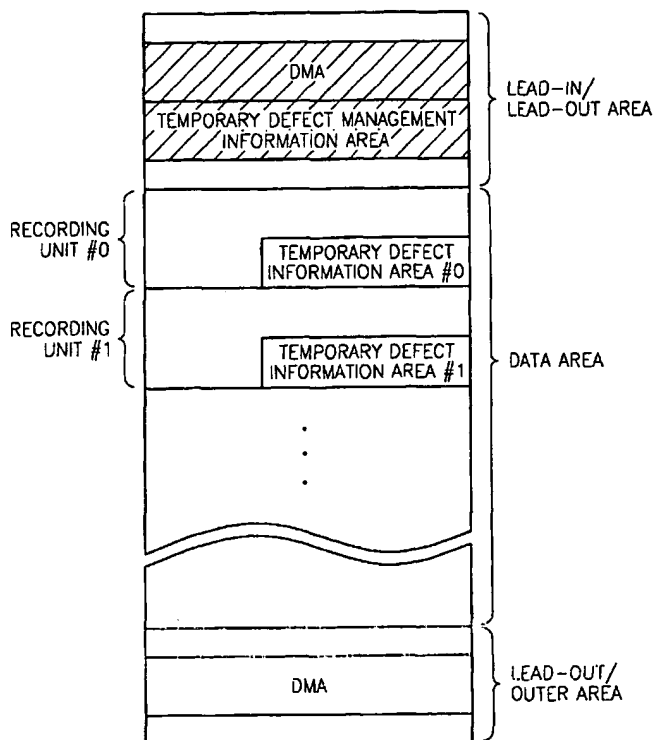 DMA
TEMPORARY DEFECT MANAGEMENT
INFORMATION AREA
LEAD-IN/
LEAD-OUT AREA
RECORDING
UNIT #0
TEMPORARY DEFECT
INFORMATION AREA #0
RECORDING
UNIT #1
TEMPORARY DEFECT
INFORMATION AREA #1
DATA AREA
DMA
LEAD-OUT/
OUTER AREA